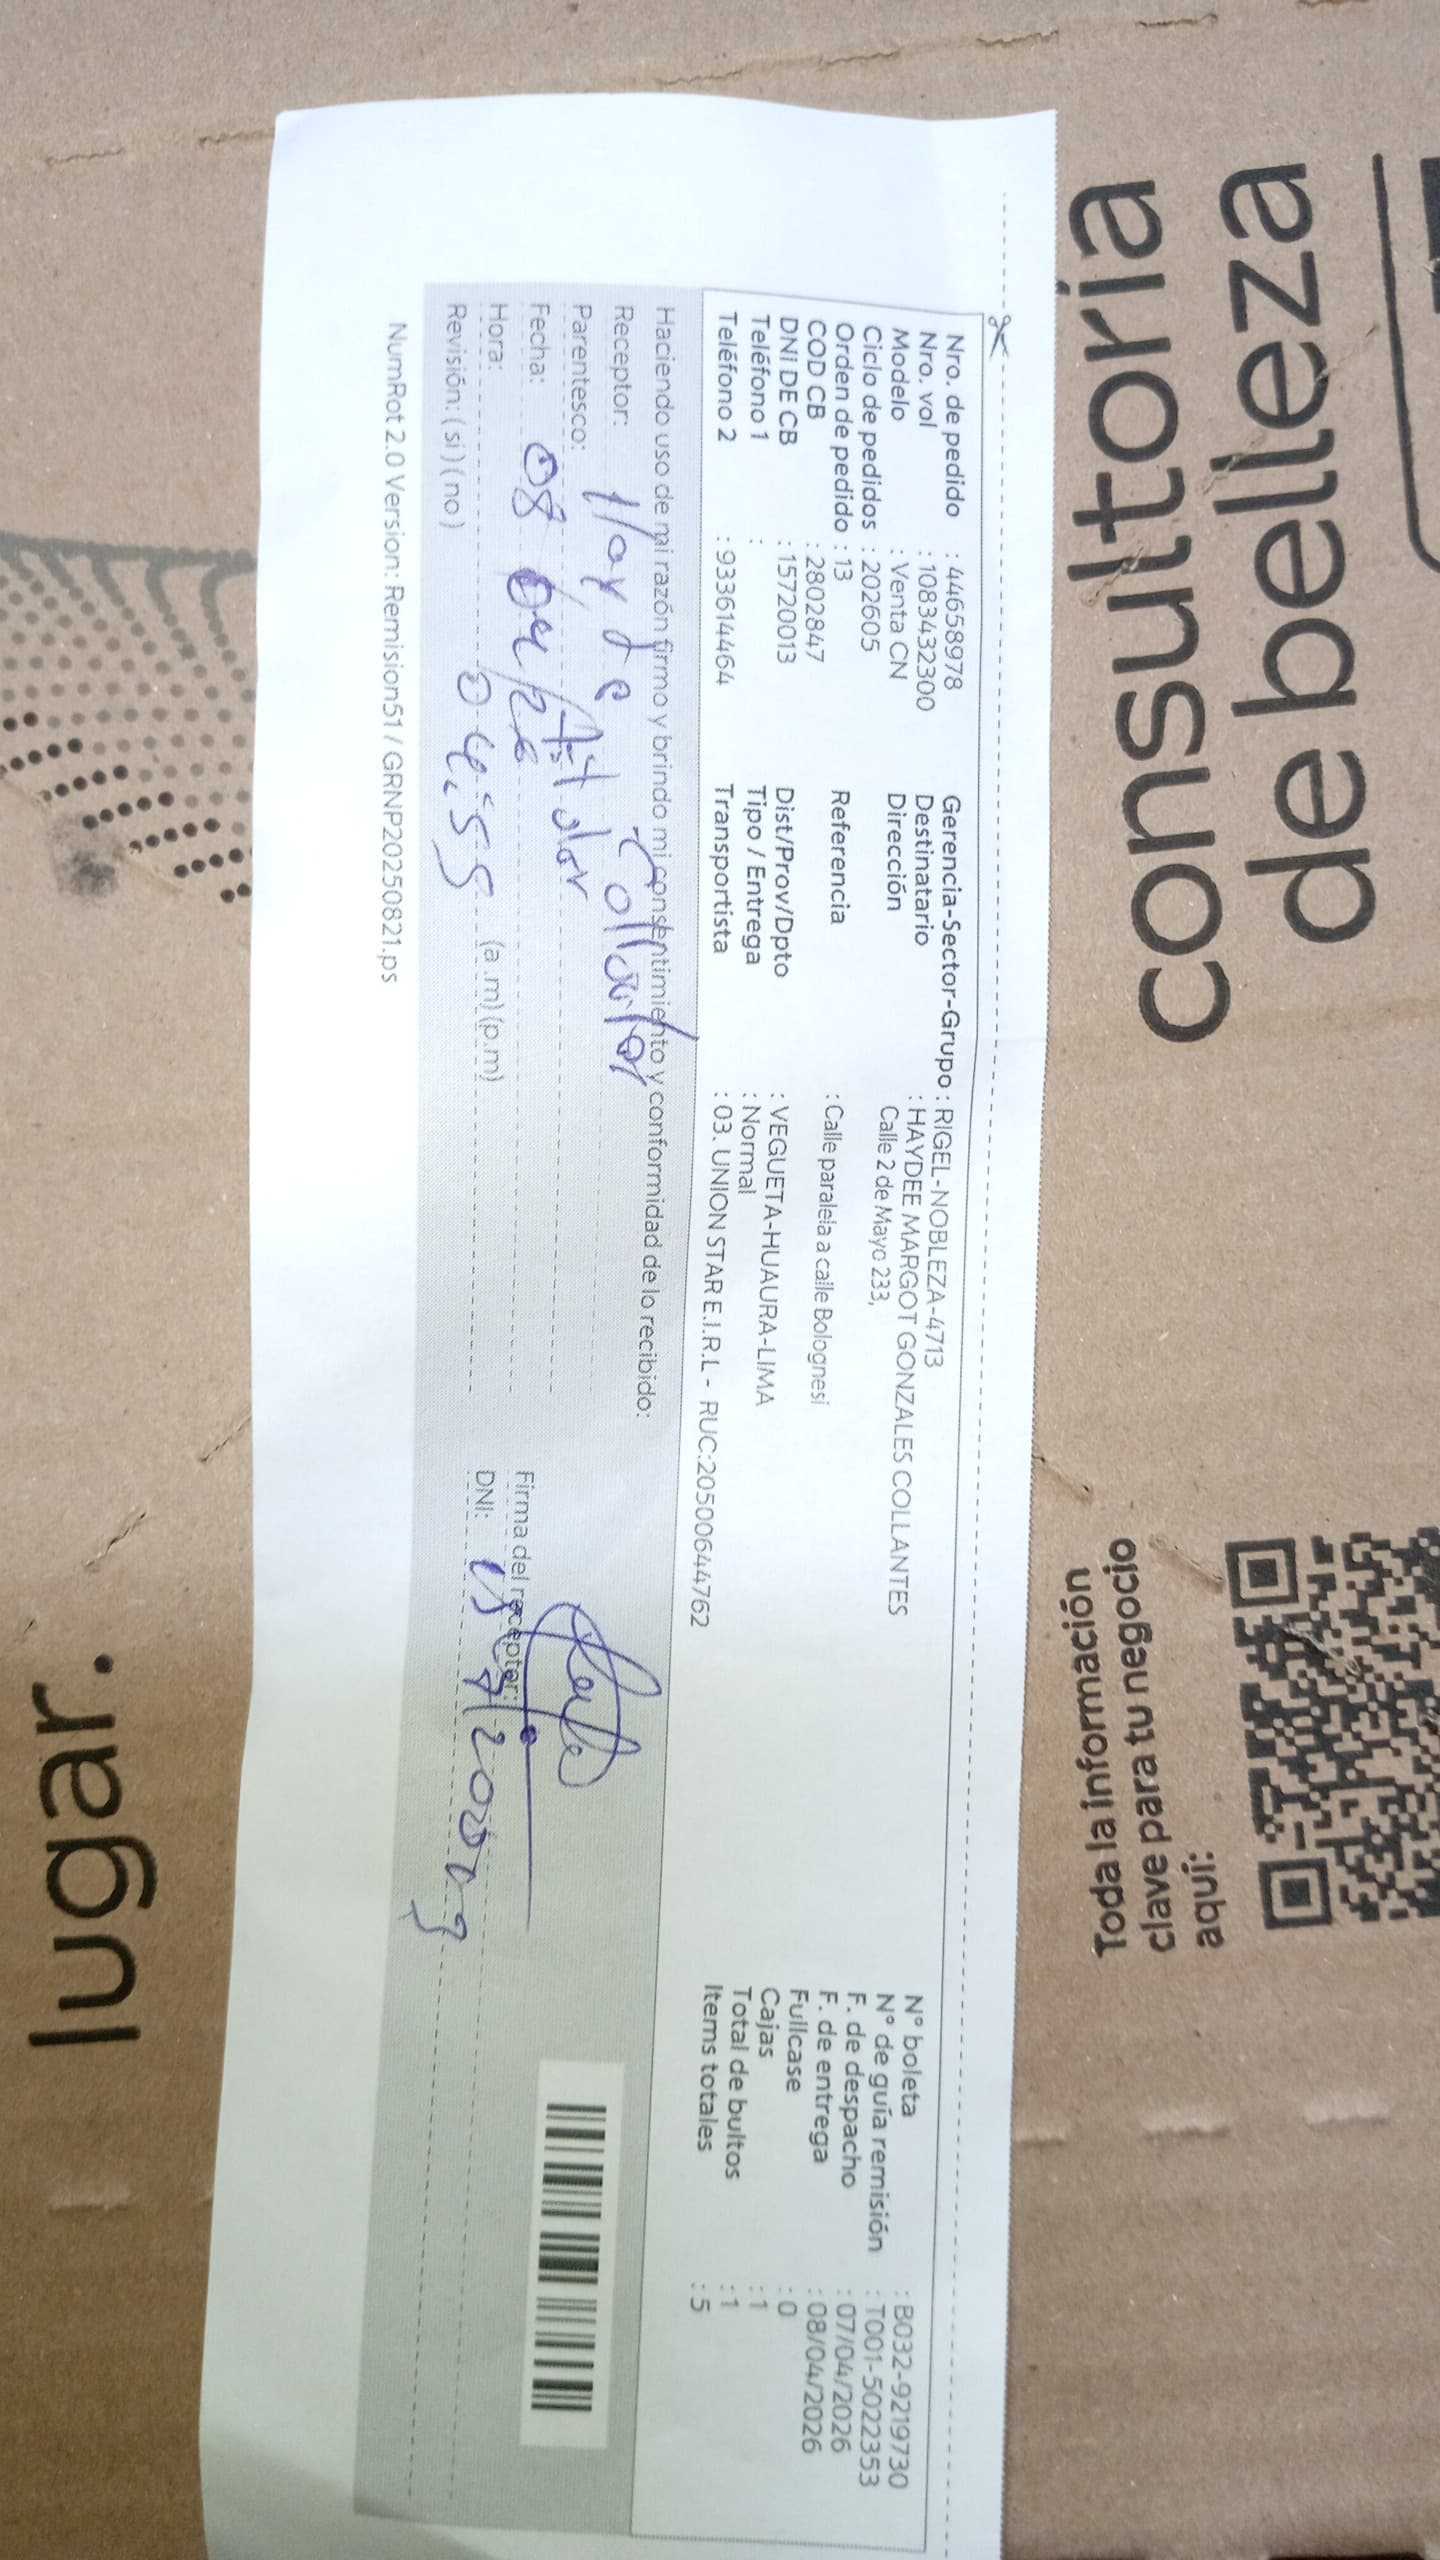 consultoria
de belleza
Toda la información
clave para tu negocio
aquí:
Nro. de pedido : 44658978
Nro. vol : 1083432300
Modelo : Venta CN
Ciclo de pedidos : 202605
Orden de pedido : 13
COD CB : 2802847
DNI DE CB : 15720013
Teléfono 1 :
Teléfono 2 : 933614464
Gerencia-Sector-Grupo : RIGEL-NOBLEZA-4713
Destinatario : HAYDEE MARGOT GONZALES COLLANTES
Dirección Calle 2 de Mayo 233,
Referencia : Calle paralela a calle Bolognesi
Dist/Prov/Dpto : VEGUETA-HUAURA-LIMA
Tipo / Entrega : Normal
Transportista : 03. UNION STAR E.I.R.L - RUC:20500644762
N° boleta : B032-9219730
N° de guía remisión : T001-5022353
F. de despacho : 07/04/2026
F. de entrega : 08/04/2026
Fullcase : 0
Cajas : 1
Total de bultos : 1
Items totales : 5
Haciendo uso de mi razón firmo y brindo mi consentimiento y conformidad de lo recibido:
Receptor: Hayde
Parentesco:
Fecha: 08 04/26
Hora: 04:55 (a.m) (p.m)
Revisión: ( si ) ( no )
Firma del receptor:
DNI:
NumRot 2.0 Version: Remision51 / GRNP20250821.ps
lugar.